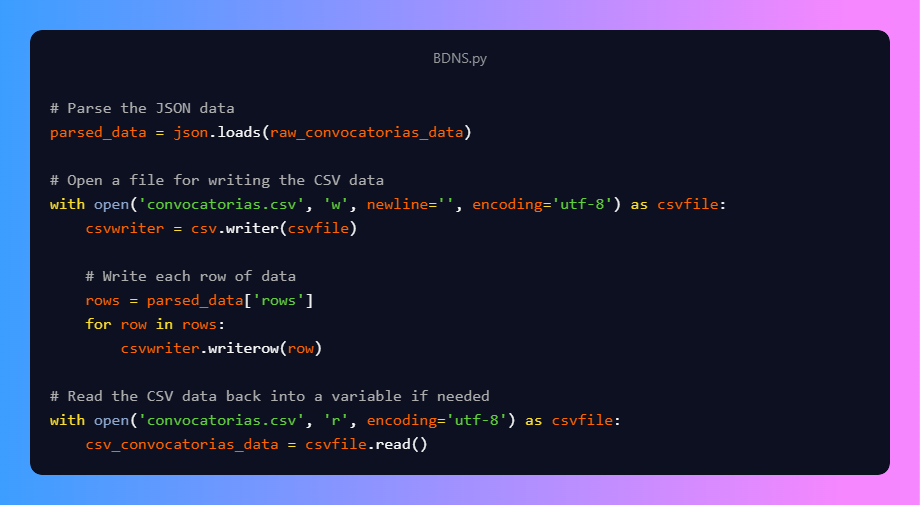 BDNS.py
# Parse the JSON data
parsed_data = json.loads(raw_convocatorias_data)
# Open a file for writing the CSV data
with open('convocatorias.csv', 'w', newline='', encoding='utf-8') as csvfile:
    csvwriter = csv.writer(csvfile)
    # Write each row of data
    rows = parsed_data['rows']
    for row in rows:
        csvwriter.writerow(row)
# Read the CSV data back into a variable if needed
with open('convocatorias.csv', 'r', encoding='utf-8') as csvfile:
    csv_convocatorias_data = csvfile.read()